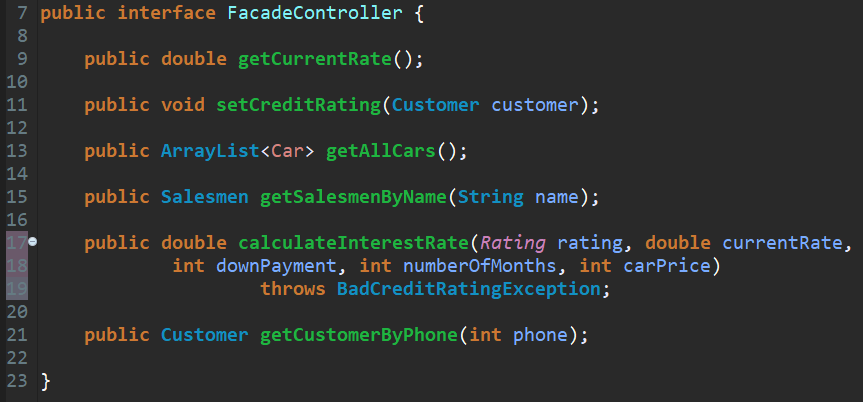 7 public interface FacadeController {
8
9     public double getCurrentRate();
10
11     public void setCreditRating(Customer customer);
12
13     public ArrayList<Car> getAllCars();
14
15     public Salesmen getSalesmenByName(String name);
16
17     public double calculateInterestRate(Rating rating, double currentRate,
18             int downPayment, int numberOfMonths, int carPrice)
19                     throws BadCreditRatingException;
20
21     public Customer getCustomerByPhone(int phone);
22
23 }